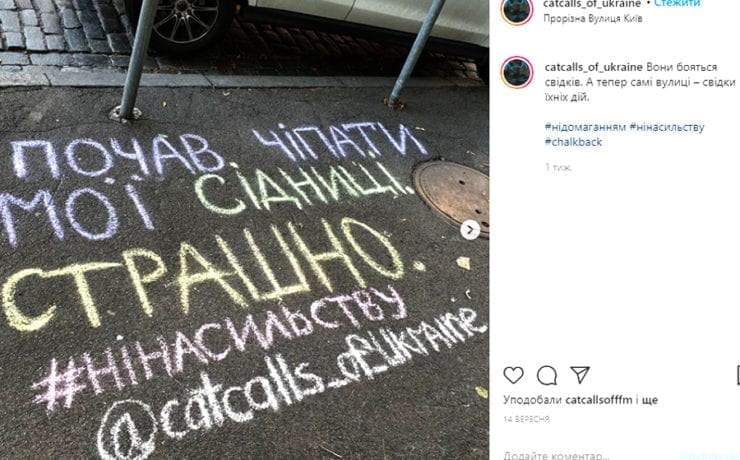 ПОЧАВ ЧІПАТИ
МОЇ СІДНИЦІ.
СТРАШНО.
#НІНАСИЛЬСТВУ
@catcalls_of_UKRAINE
catcalls_of_ukraine • Стежити
Прорізна Вулиця Київ
catcalls_of_ukraine Вони бояться
свідків. А тепер самі вулиці – свідки
їхніх дій.
#нідомаганням #нінасильству
#chalkback
1 тиж.
Уподобали catcallsofffm і ще
14 ВЕРЕСНЯ
Додайте коментар...